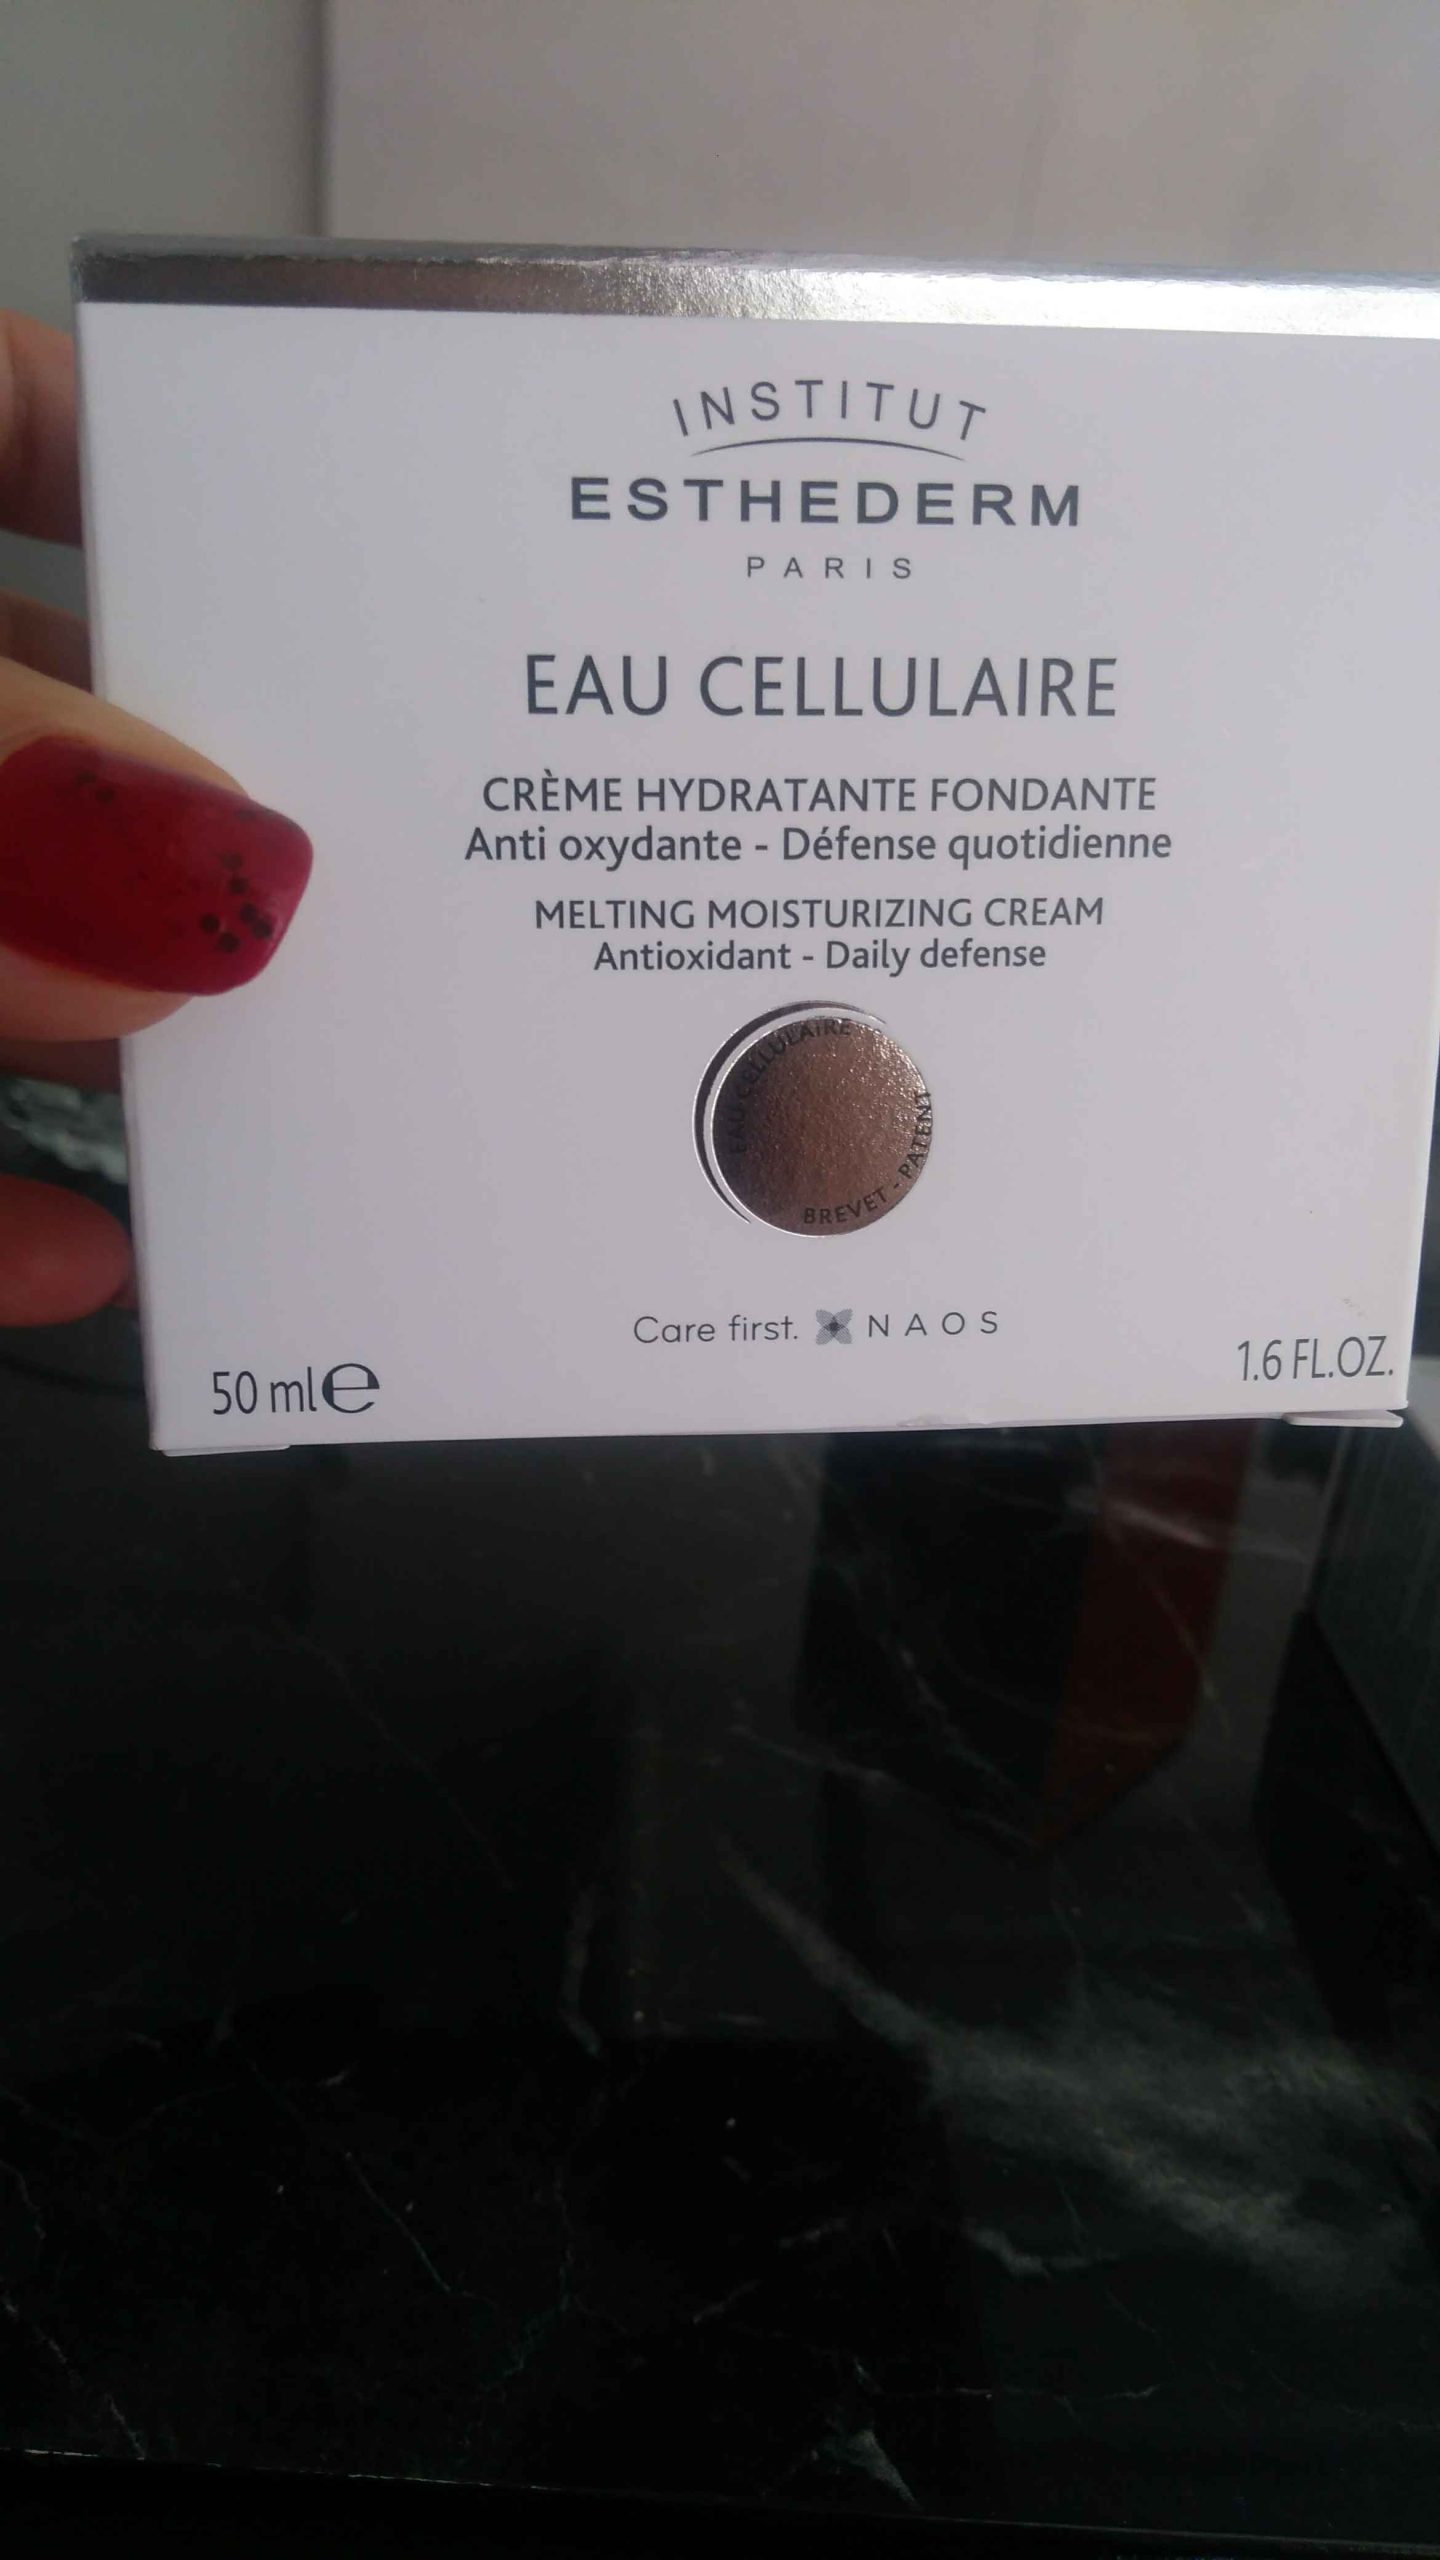 INSTITUT
ESTHEDERM
PARIS
EAU CELLULAIRE
CRÈME HYDRATANTE FONDANTE
Anti oxydante - Défense quotidienne
MELTING MOISTURIZING CREAM
Antioxidant - Daily defense
EAU CELLULAIRE
BREVET - PATENT
Care first. NAOS
50 ml℮
1.6 FL.OZ.